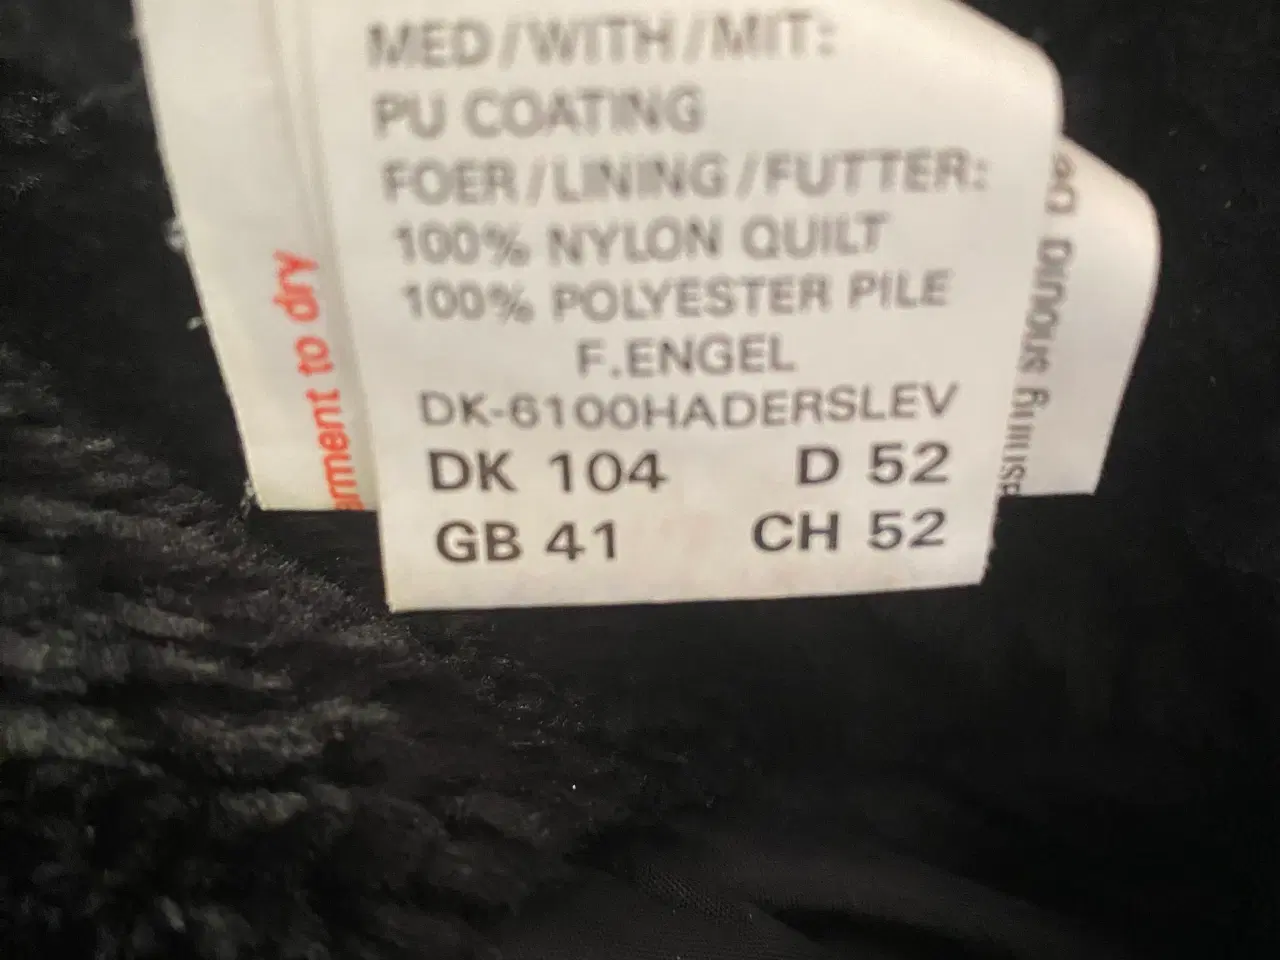 MED/WITH/MIT:
PU COATING
FOER/LINING/FUTTER:
100% NYLON QUILT
100% POLYESTER PILE
F.ENGEL
DK-6100HADERSLEV
DK 104 D 52
GB 41 CH 52
to dry
should